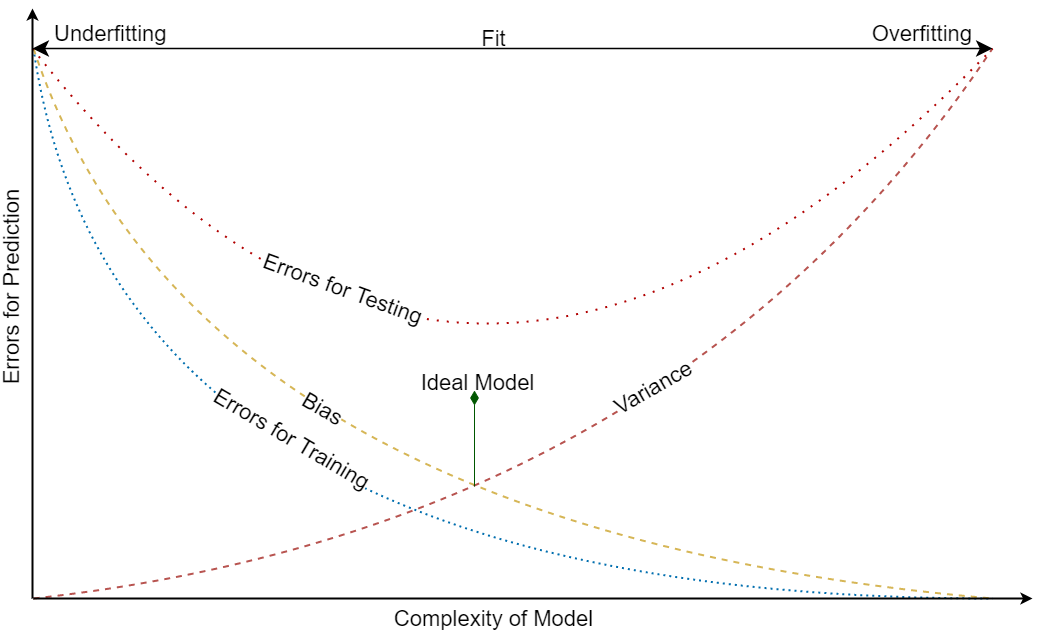 Underfitting
Fit
Overfitting
Errors for Prediction
Errors for Testing
Ideal Model
Variance
Bias
Errors for Training
Complexity of Model